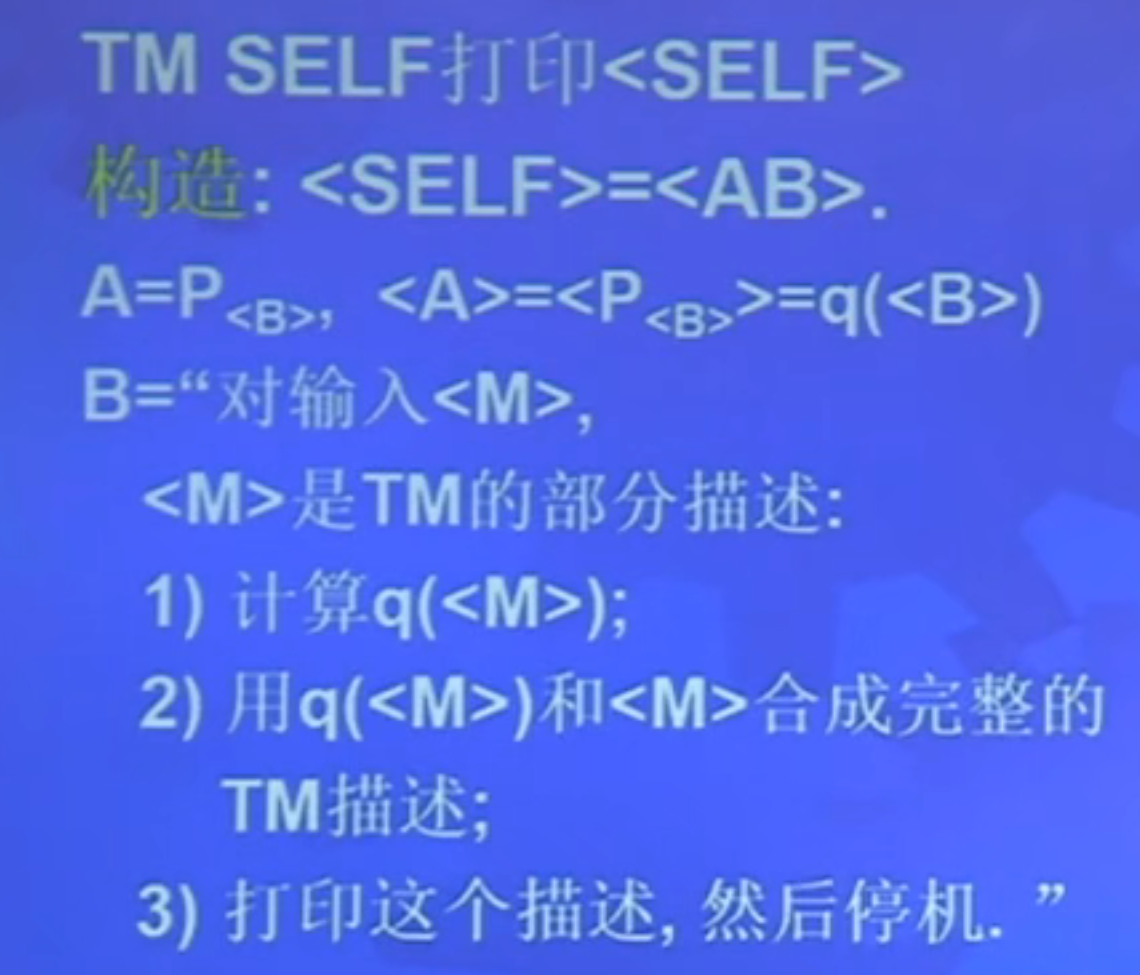 TM SELF打印<SELF>
构造: <SELF>=<AB>.
A=P<B>, <A>=<P<B>>=q(<B>)
B=“对输入<M>,
<M>是TM的部分描述:
1) 计算q(<M>);
2) 用q(<M>)和<M>合成完整的
TM描述;
3) 打印这个描述, 然后停机. ”